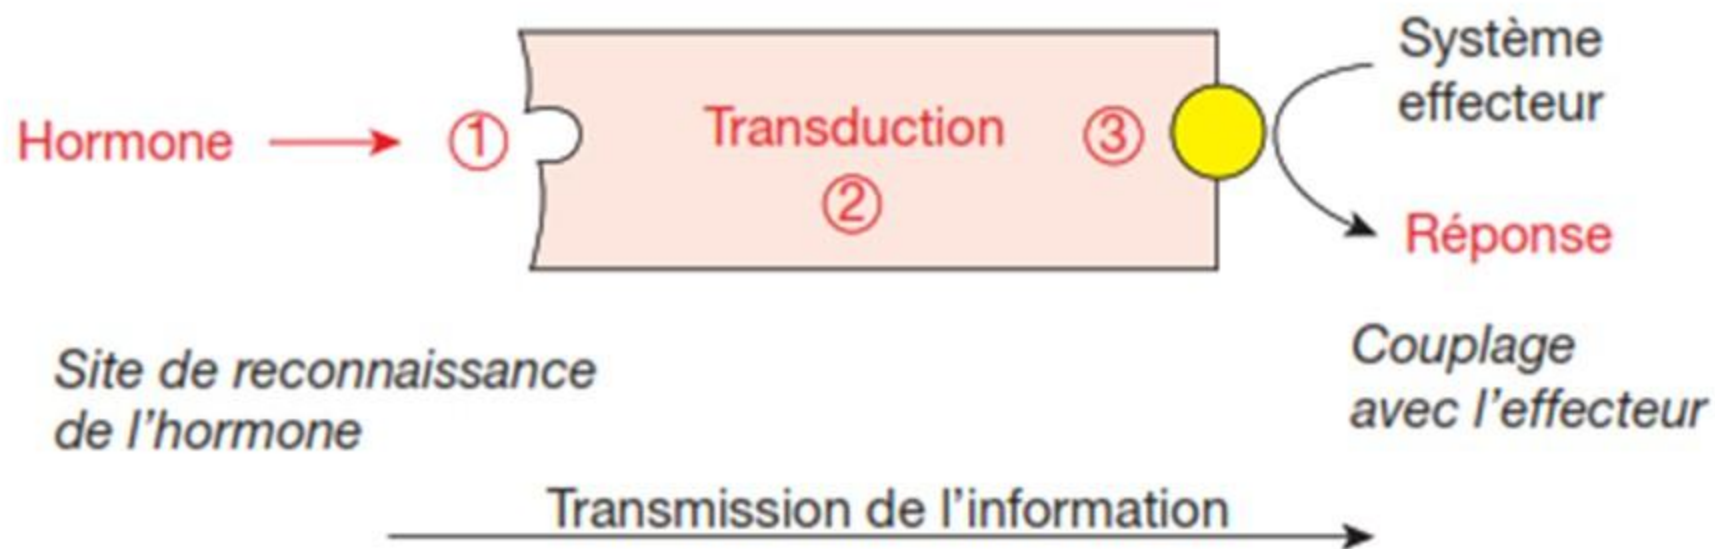 Hormone
①
Transduction
②
③
Système
effecteur
Réponse
Site de reconnaissance
de l'hormone
Couplage
avec l'effecteur
Transmission de l'information